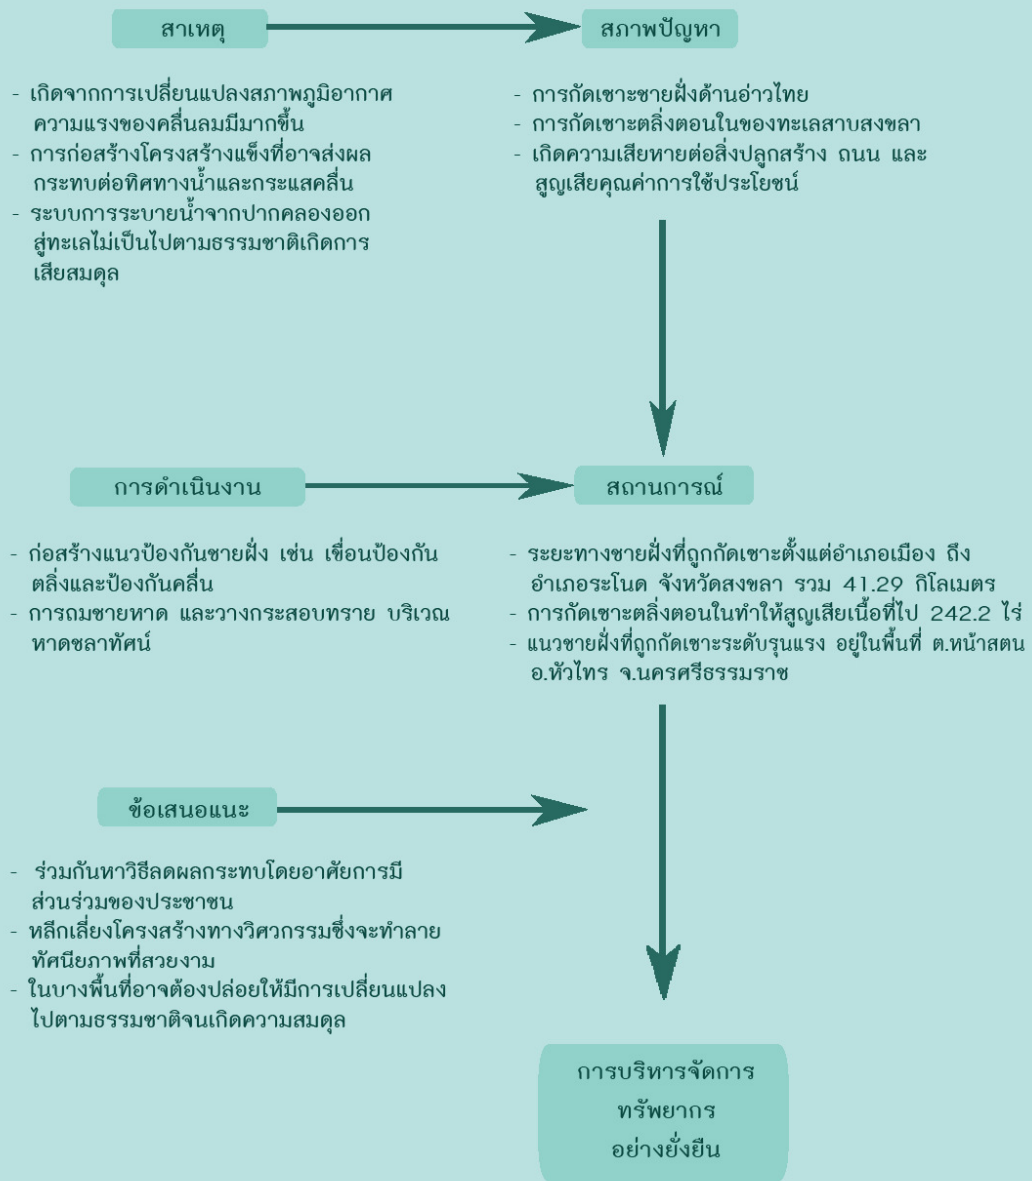 สาเหตุ
สภาพปัญหา
- เกิดจากการเปลี่ยนแปลงสภาพภูมิอากาศ
ความแรงของคลื่นลมมีมากขึ้น
- การก่อสร้างโครงสร้างแข็งที่อาจส่งผล
กระทบต่อทิศทางน้ำและกระแสคลื่น
- ระบบการระบายน้ำจากปากคลองออก
สู่ทะเลไม่เป็นไปตามธรรมชาติเกิดการ
เสียสมดุล
- การกัดเซาะชายฝั่งด้านอ่าวไทย
- การกัดเซาะตลิ่งตอนในของทะเลสาบสงขลา
- เกิดความเสียหายต่อสิ่งปลูกสร้าง ถนน และ
สูญเสียคุณค่าการใช้ประโยชน์
การดำเนินงาน
สถานการณ์
- ก่อสร้างแนวป้องกันชายฝั่ง เช่น เขื่อนป้องกัน
ตลิ่งและป้องกันคลื่น
- การถมชายหาด และวางกระสอบทราย บริเวณ
หาดชลาทัศน์
- ระยะทางชายฝั่งที่ถูกกัดเซาะตั้งแต่อำเภอเมือง ถึง
อำเภอระโนด จังหวัดสงขลา รวม 41.29 กิโลเมตร
- การกัดเซาะตลิ่งตอนในทำให้สูญเสียเนื้อที่ไป 242.2 ไร่
- แนวชายฝั่งที่ถูกกัดเซาะระดับรุนแรง อยู่ในพื้นที่ ต.หน้าสตน
อ.หัวไทร จ.นครศรีธรรมราช
ข้อเสนอแนะ
- ร่วมกันหาวิธีลดผลกระทบโดยอาศัยการมี
ส่วนร่วมของประชาชน
- หลีกเลี่ยงโครงสร้างทางวิศวกรรมซึ่งจะทำลาย
ทัศนียภาพที่สวยงาม
- ในบางพื้นที่อาจต้องปล่อยให้มีการเปลี่ยนแปลง
ไปตามธรรมชาติจนเกิดความสมดุล
การบริหารจัดการ
ทรัพยากร
อย่างยั่งยืน